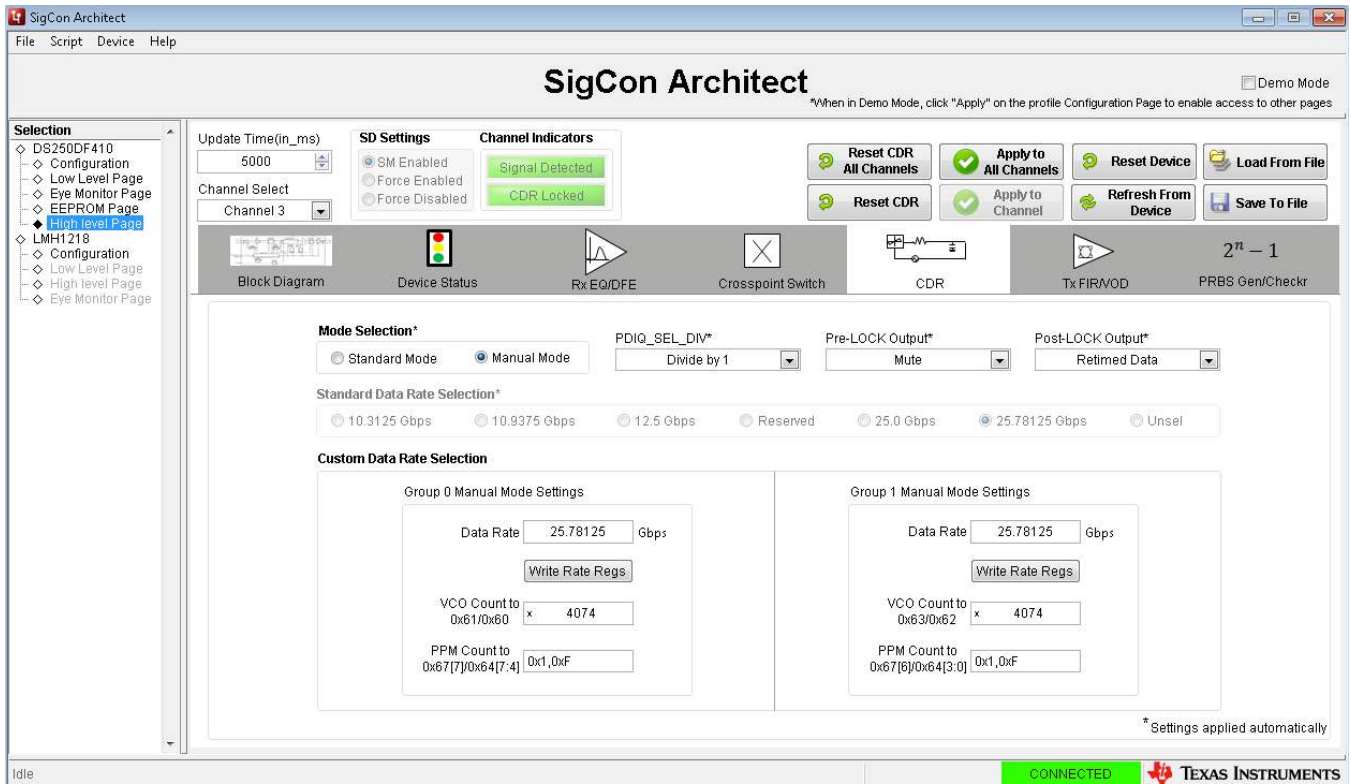 SigCon Architect
File Script Device Help
SigCon Architect
Demo Mode
*When in Demo Mode, click "Apply" on the profile Configuration Page to enable access to other pages
Selection
DS250DF410
Configuration
Low Level Page
Eye Monitor Page
EEPROM Page
High level Page
LMH1218
Configuration
Low Level Page
High level Page
Eye Monitor Page
Update Time(in_ms)
5000
Channel Select
Channel 3
SD Settings
SM Enabled
Force Enabled
Force Disabled
Channel Indicators
Signal Detected
CDR Locked
Reset CDR
All Channels
Apply to
All Channels
Reset Device
Load From File
Reset CDR
Apply to
Channel
Refresh From
Device
Save To File
Block Diagram
Device Status
Rx EQ/DFE
Crosspoint Switch
CDR
Tx FIR/VOD
2ⁿ − 1
PRBS Gen/Checkr
Mode Selection*
Standard Mode Manual Mode
PDIQ_SEL_DIV*
Divide by 1
Pre-LOCK Output*
Mute
Post-LOCK Output*
Retimed Data
Standard Data Rate Selection*
10.3125 Gbps 10.9375 Gbps 12.5 Gbps Reserved 25.0 Gbps 25.78125 Gbps Unsel
Custom Data Rate Selection
Group 0 Manual Mode Settings
Data Rate 25.78125 Gbps
Write Rate Regs
VCO Count to
0x61/0x60
x 4074
PPM Count to
0x67[7]/0x64[7:4]
0x1,0xF
Group 1 Manual Mode Settings
Data Rate 25.78125 Gbps
Write Rate Regs
VCO Count to
0x63/0x62
x 4074
PPM Count to
0x67[6]/0x64[3:0]
0x1,0xF
*Settings applied automatically
Idle
CONNECTED
TEXAS INSTRUMENTS